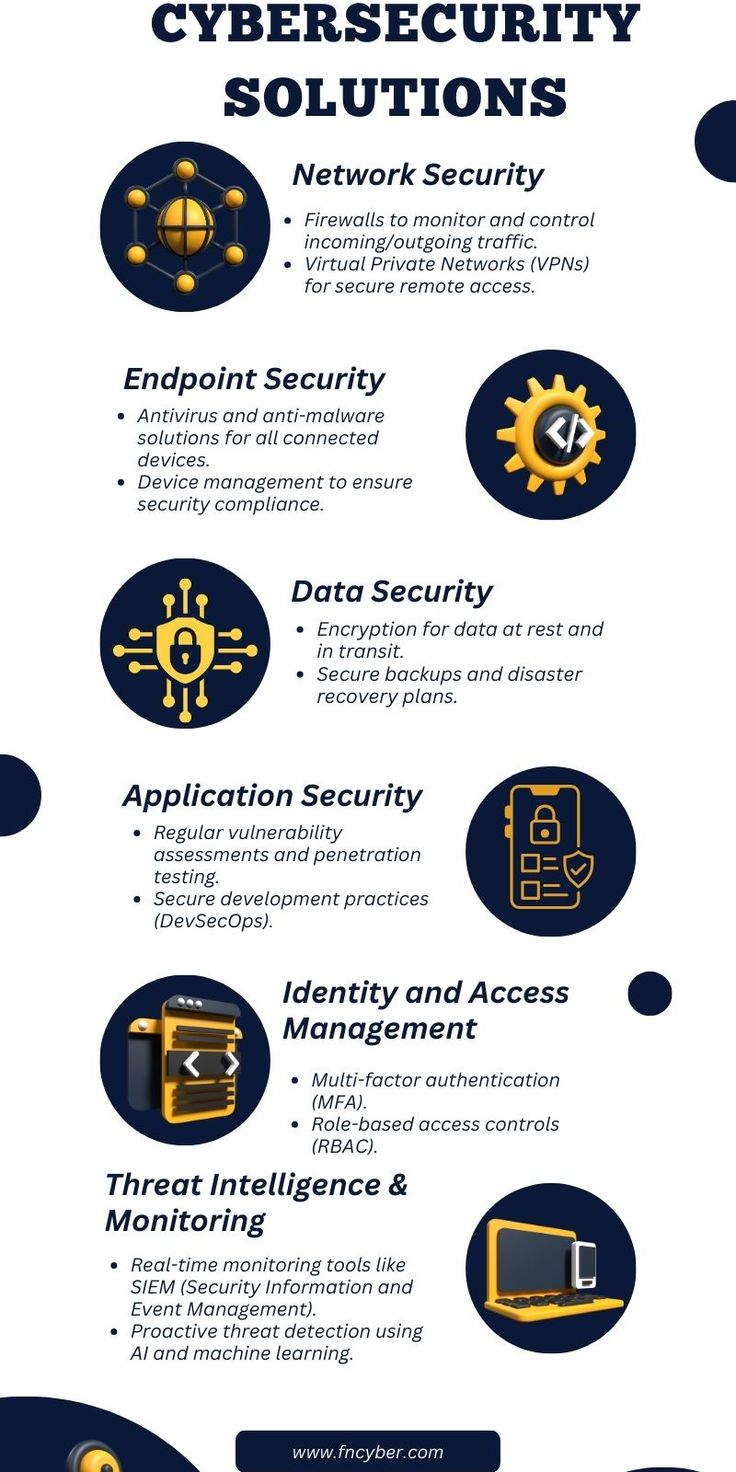 CYBERSECURITY
SOLUTIONS
Network Security
• Firewalls to monitor and control
incoming/outgoing traffic.
• Virtual Private Networks (VPNs)
for secure remote access.
Endpoint Security
• Antivirus and anti-malware
solutions for all connected
devices.
• Device management to ensure
security compliance.
Data Security
• Encryption for data at rest and
in transit.
• Secure backups and disaster
recovery plans.
Application Security
• Regular vulnerability
assessments and penetration
testing.
• Secure development practices
(DevSecOps).
Identity and Access
Management
• Multi-factor authentication
(MFA).
• Role-based access controls
(RBAC).
Threat Intelligence &
Monitoring
• Real-time monitoring tools like
SIEM (Security Information and
Event Management).
• Proactive threat detection using
AI and machine learning.
www.fncyber.com